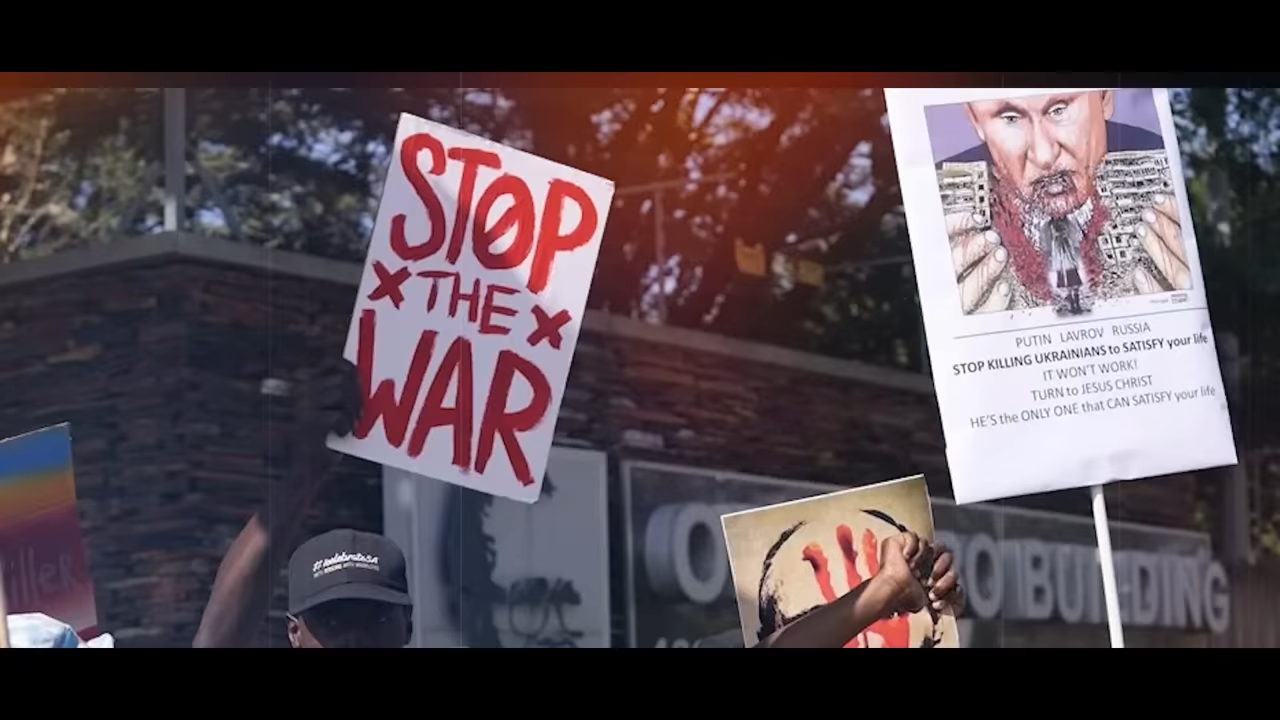 STOP
THE
WAR
PUTIN LAVROV RUSSIA
STOP KILLING UKRAINIANS to SATISFY your life
IT WON'T WORK!
TURN to JESUS CHRIST
HE'S the ONLY ONE that CAN SATISFY your life
BUILDING